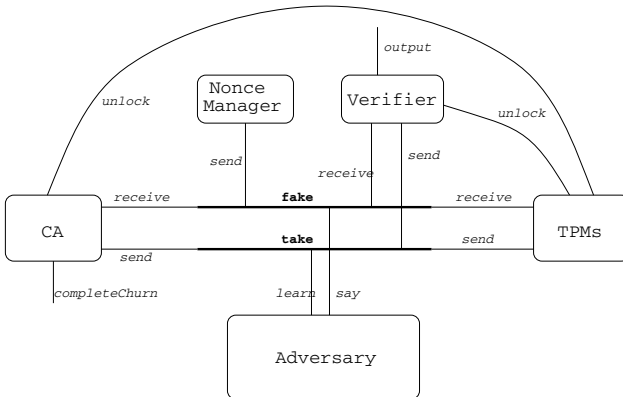 output
unlock
Nonce
Manager
Verifier
unlock
send
receive
send
receive
fake
receive
CA
take
TPMs
send
send
completeChurn
learn
say
Adversary